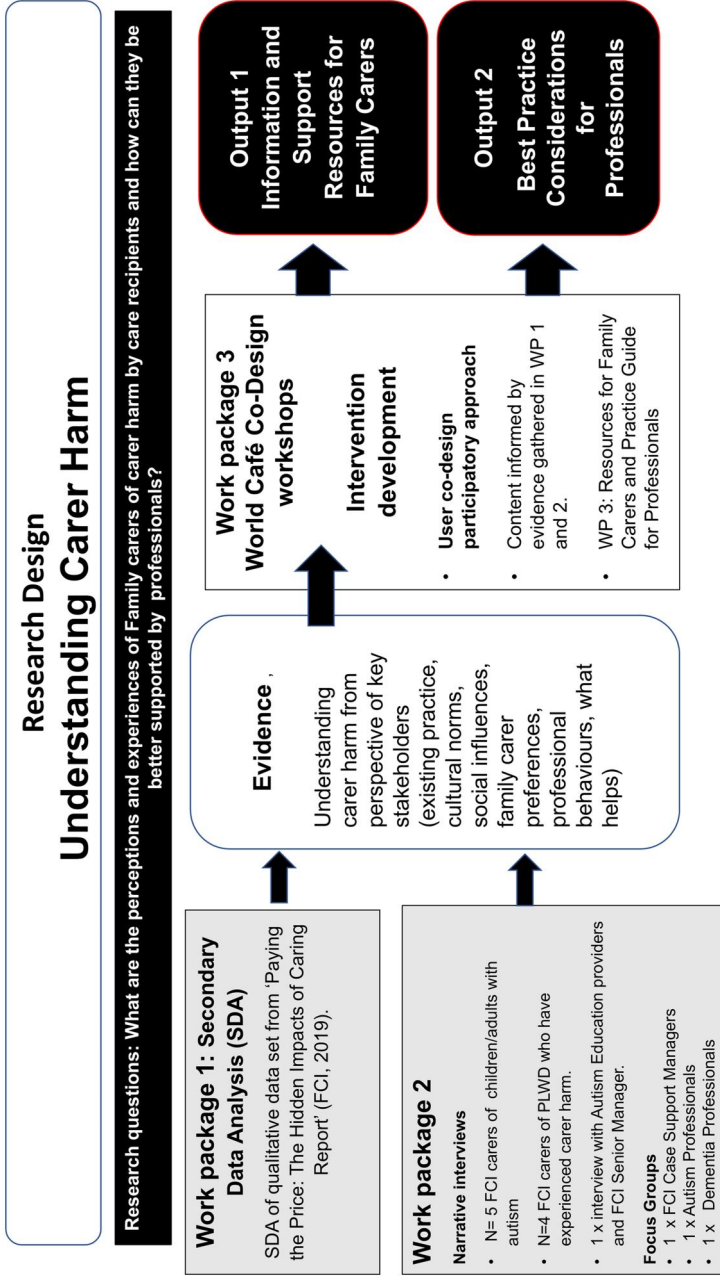 Research Design
Understanding Carer Harm
Research questions: What are the perceptions and experiences of Family carers of carer harm by care recipients and how can they be
better supported by professionals?
Work package 1: Secondary
Data Analysis (SDA)
SDA of qualitative data set from ‘Paying
the Price: The Hidden Impacts of Caring
Report’ (FCI, 2019).
Work package 2
Narrative interviews
• N= 5 FCI carers of children/adults with
autism
• N=4 FCI carers of PLWD who have
experienced carer harm.
• 1 x interview with Autism Education providers
and FCI Senior Manager.
Focus Groups
• 1 x FCI Case Support Managers
• 1 x Autism Professionals
• 1 x Dementia Professionals
Evidence ,
Understanding
carer harm from
perspective of key
stakeholders
(existing practice,
cultural norms,
social influences,
family carer
preferences,
professional
behaviours, what
helps)
Work package 3
World Café Co-Design
workshops
Intervention
development
• User co-design
participatory approach
• Content informed by
evidence gathered in WP 1
and 2.
• WP 3: Resources for Family
Carers and Practice Guide
for Professionals
Output 1
Information and
Support
Resources for
Family Carers
Output 2
Best Practice
Considerations
for
Professionals